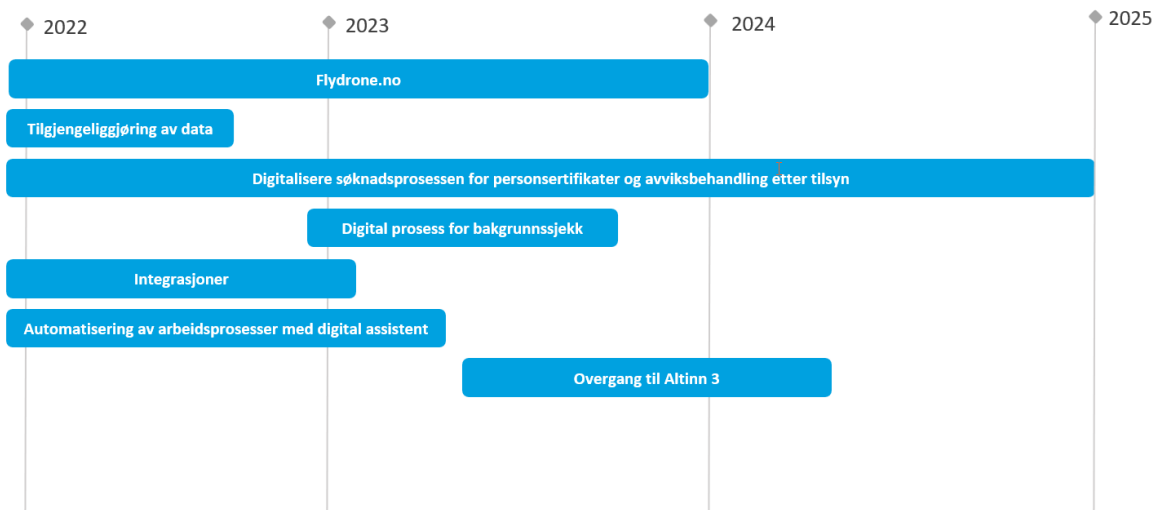 2022
2023
2024
2025
Flydrone.no
Tilgjengeliggjøring av data
Digitalisere søknadsprosessen for personsertifikater og avviksbehandling etter tilsyn
Digital prosess for bakgrunnssjekk
Integrasjoner
Automatisering av arbeidsprosesser med digital assistent
Overgang til Altinn 3